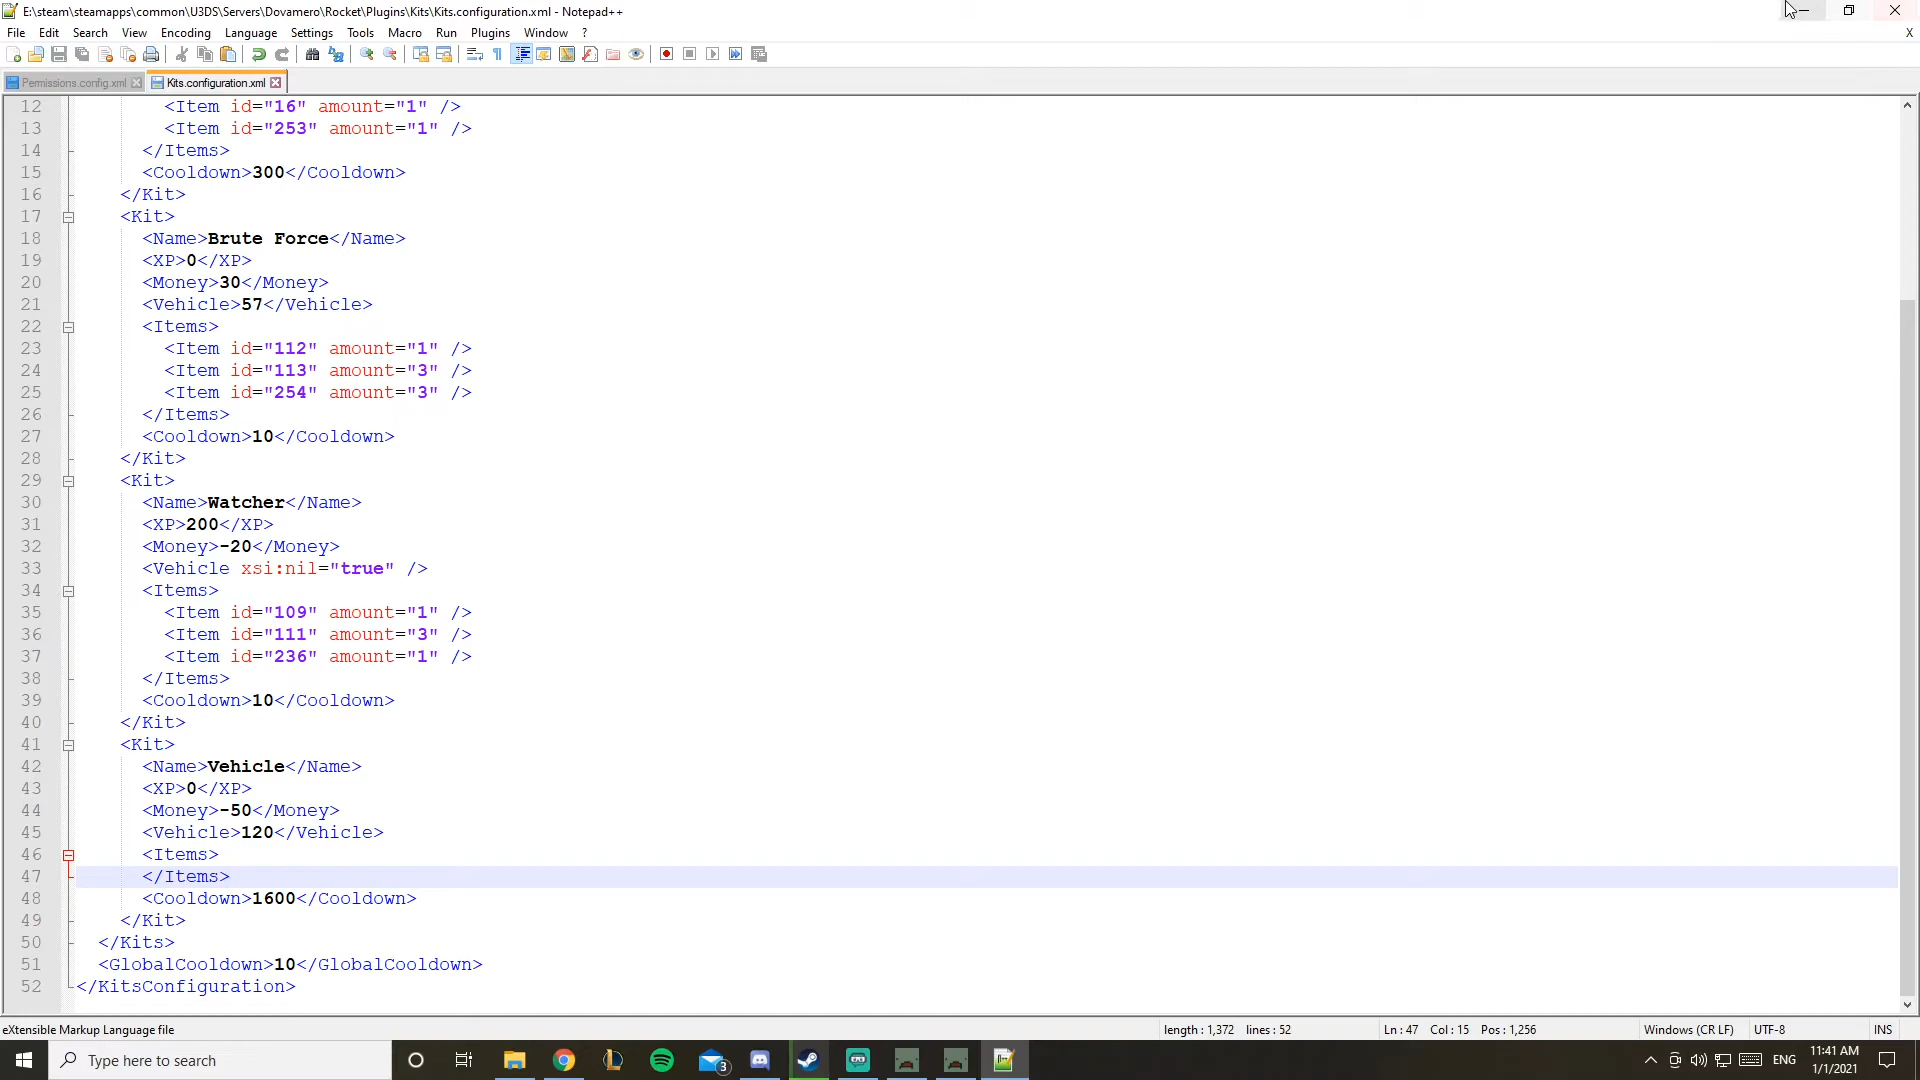 E:\steam\steamapps\common\U3DS\Servers\Dovamero\Rocket\Plugins\Kits\Kits.configuration.xml - Notepad++
File Edit Search View Encoding Language Settings Tools Macro Run Plugins Window ?
X
Permissions.config.xml Kits.configuration.xml
12 <Item id="16" amount="1" />
13 <Item id="253" amount="1" />
14 </Items>
15 <Cooldown>300</Cooldown>
16 </Kit>
17 <Kit>
18 <Name>Brute Force</Name>
19 <XP>0</XP>
20 <Money>30</Money>
21 <Vehicle>57</Vehicle>
22 <Items>
23 <Item id="112" amount="1" />
24 <Item id="113" amount="3" />
25 <Item id="254" amount="3" />
26 </Items>
27 <Cooldown>10</Cooldown>
28 </Kit>
29 <Kit>
30 <Name>Watcher</Name>
31 <XP>200</XP>
32 <Money>-20</Money>
33 <Vehicle xsi:nil="true" />
34 <Items>
35 <Item id="109" amount="1" />
36 <Item id="111" amount="3" />
37 <Item id="236" amount="1" />
38 </Items>
39 <Cooldown>10</Cooldown>
40 </Kit>
41 <Kit>
42 <Name>Vehicle</Name>
43 <XP>0</XP>
44 <Money>-50</Money>
45 <Vehicle>120</Vehicle>
46 <Items>
47 </Items>
48 <Cooldown>1600</Cooldown>
49 </Kit>
50 </Kits>
51 <GlobalCooldown>10</GlobalCooldown>
52 </KitsConfiguration>
eXtensible Markup Language file length : 1,372 lines : 52 Ln : 47 Col : 15 Pos : 1,256 Windows (CR LF) UTF-8 INS
Type here to search 3 ENG 11:41 AM
1/1/2021